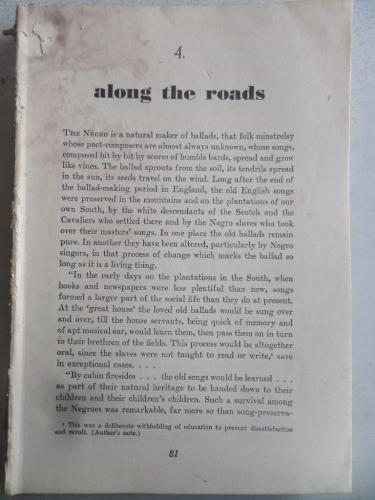 4.
along the roads
THE NEGRO is a natural maker of ballads, that folk minstrelsy
whose poet-composers are almost always unknown, whose songs,
composed bit by bit by scores of humble bards, spread and grow
like vines. The ballad sprouts from the soil, its tendrils spread
in the sun, its seeds travel on the wind. Long after the end of
the ballad-making period in England, the old English songs
were preserved in the mountains and on the plantations of our
own South, by the white descendants of the Scotch and the
Cavaliers who settled there and by the Negro slaves who took
over their masters' songs. In one place the old ballads remain
pure. In another they have been altered, particularly by Negro
singers, in that process of change which marks the ballad so
long as it is a living thing.
"In the early days on the plantations in the South, when
books and newspapers were less plentiful than now, songs
formed a larger part of the social life than they do at present.
At the 'great house' the loved old ballads would be sung over
and over, till the house servants, being quick of memory and
of apt musical ear, would learn them, then pass them on in turn
to their brethren of the fields. This process would be altogether
oral, since the slaves were not taught to read or write,¹ save
in exceptional cases. . . .
"By cabin firesides . . . the old songs would be learned . . .
as part of their natural heritage to be handed down to their
children and their children's children. Such a survival among
the Negroes was remarkable, far more so than song-preserva-
¹ This was a deliberate withholding of education to prevent dissatisfaction
and revolt. (Author's note.)
81